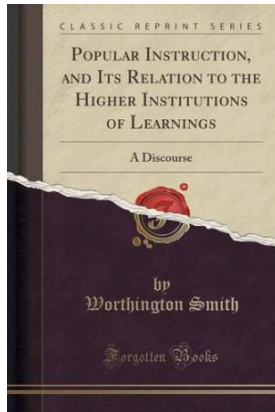 CLASSIC REPRINT SERIES
POPULAR INSTRUCTION,
AND ITS RELATION TO THE
HIGHER INSTITUTIONS
OF LEARNINGS
A DISCOURSE
by
Worthington Smith
Forgotten Books